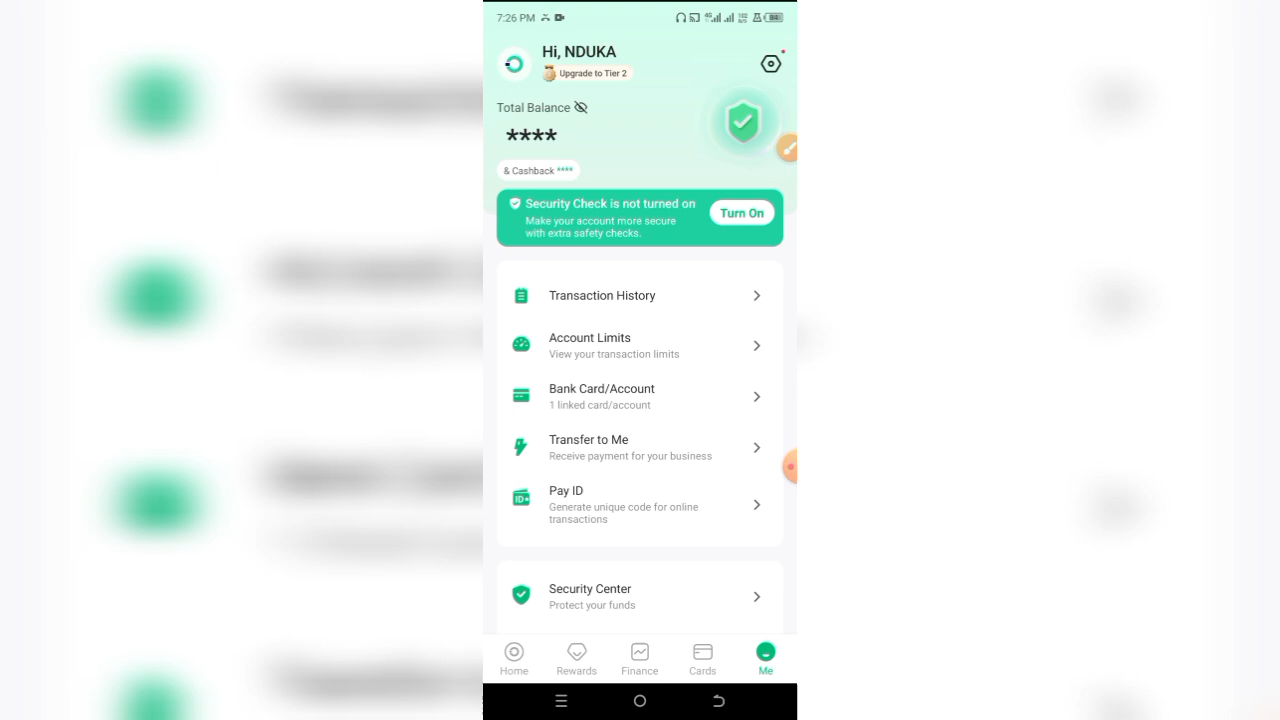 7:26 PM
84
Hi, NDUKA
Upgrade to Tier 2
Total Balance
****
& Cashback ****
Security Check is not turned on
Make your account more secure
with extra safety checks.
Turn On
Transaction History
Account Limits
View your transaction limits
Bank Card/Account
1 linked card/account
Transfer to Me
Receive payment for your business
Pay ID
Generate unique code for online
transactions
Security Center
Protect your funds
Home Rewards Finance Cards Me